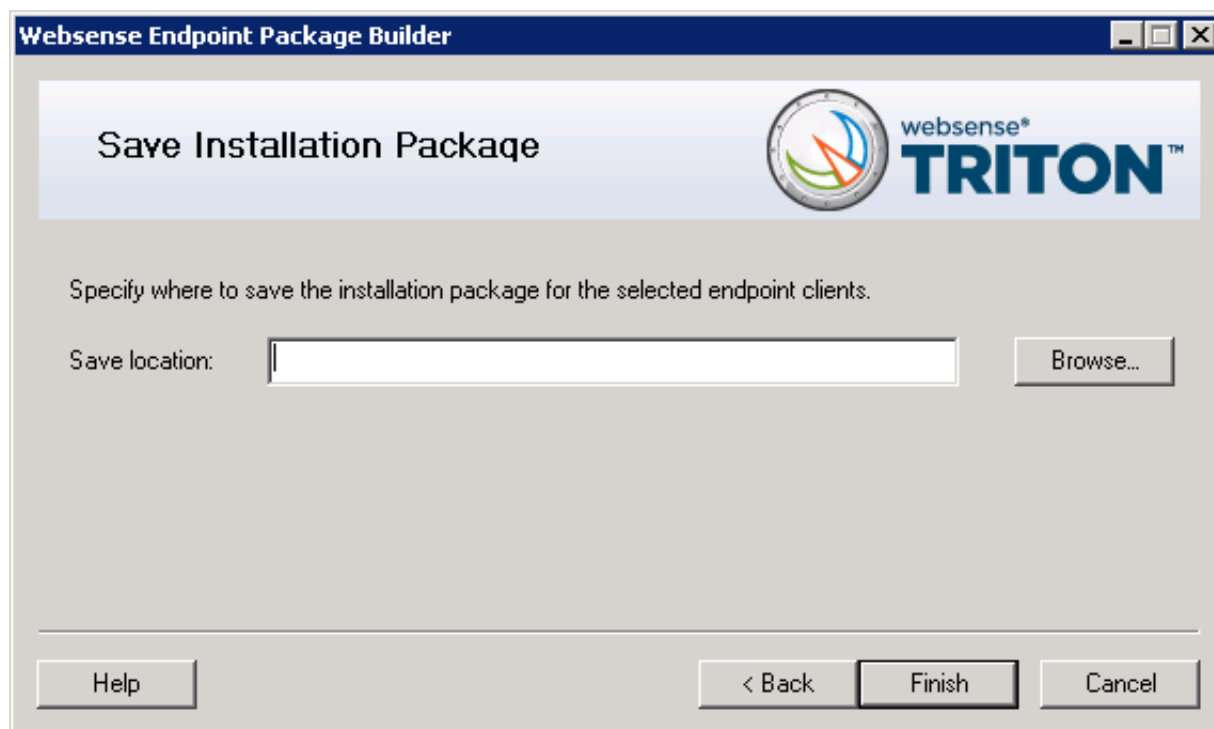 Websense Endpoint Package Builder
Save Installation Package
websense®
TRITON™
Specify where to save the installation package for the selected endpoint clients.
Save location:
Browse...
Help
< Back
Finish
Cancel